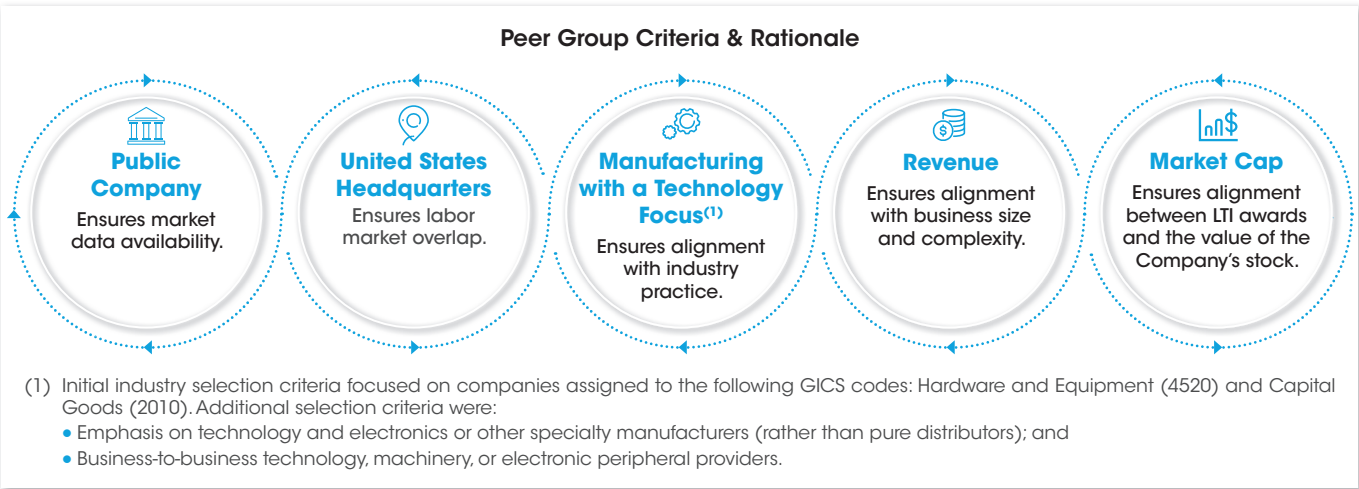 Peer Group Criteria & Rationale
Public
Company
Ensures market
data availability.
United States
Headquarters
Ensures labor
market overlap.
Manufacturing
with a Technology
Focus(1)
Ensures alignment
with industry
practice.
Revenue
Ensures alignment
with business size
and complexity.
Market Cap
Ensures alignment
between LTI awards
and the value of the
Company's stock.
(1) Initial industry selection criteria focused on companies assigned to the following GICS codes: Hardware and Equipment (4520) and Capital
Goods (2010). Additional selection criteria were:
• Emphasis on technology and electronics or other specialty manufacturers (rather than pure distributors); and
• Business-to-business technology, machinery, or electronic peripheral providers.